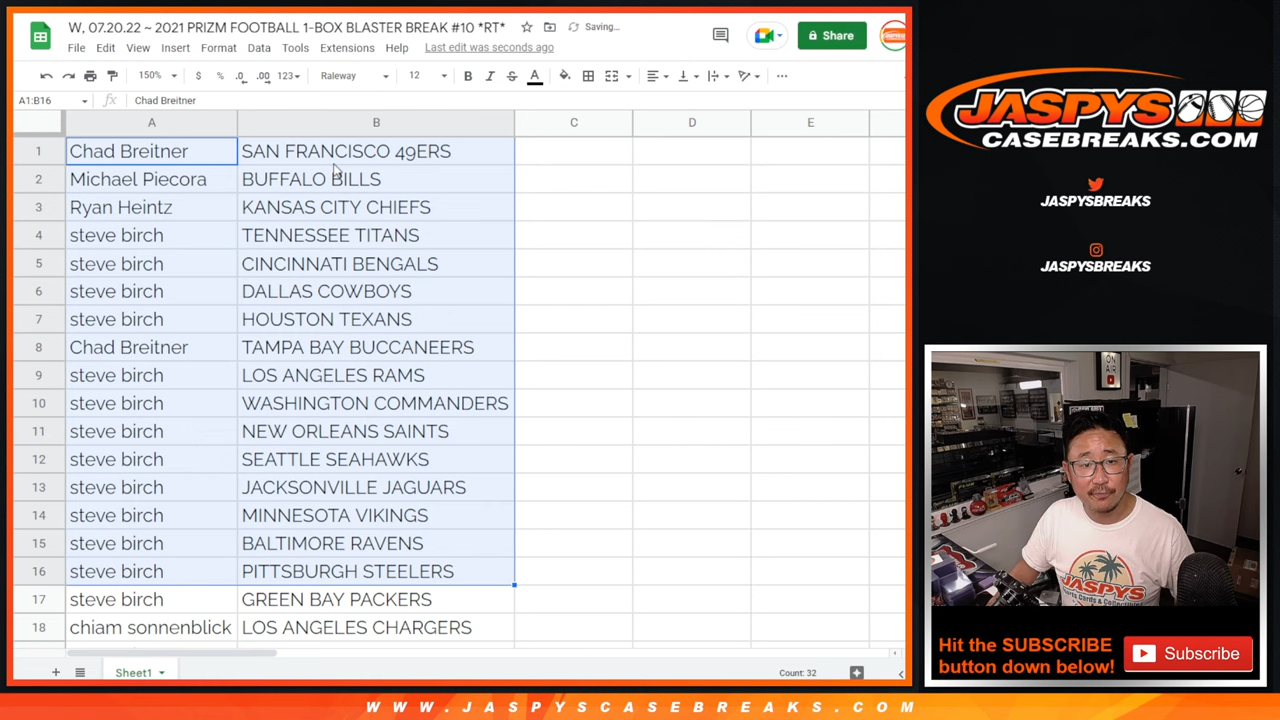 W, 07.20.22 ~ 2021 PRIZM FOOTBALL 1-BOX BLASTER BREAK #10 *RT*
Saving...
Share
File Edit View Insert Format Data Tools Extensions Help Last edit was seconds ago
150% $ % .0 .00 123 Raleway 12 B I S A
A1:B16 fx Chad Breitner
A B C D E
1 Chad Breitner SAN FRANCISCO 49ERS
2 Michael Piecora BUFFALO BILLS
3 Ryan Heintz KANSAS CITY CHIEFS
4 steve birch TENNESSEE TITANS
5 steve birch CINCINNATI BENGALS
6 steve birch DALLAS COWBOYS
7 steve birch HOUSTON TEXANS
8 Chad Breitner TAMPA BAY BUCCANEERS
9 steve birch LOS ANGELES RAMS
10 steve birch WASHINGTON COMMANDERS
11 steve birch NEW ORLEANS SAINTS
12 steve birch SEATTLE SEAHAWKS
13 steve birch JACKSONVILLE JAGUARS
14 steve birch MINNESOTA VIKINGS
15 steve birch BALTIMORE RAVENS
16 steve birch PITTSBURGH STEELERS
17 steve birch GREEN BAY PACKERS
18 chiam sonnenblick LOS ANGELES CHARGERS
Sheet1
Count: 32
JASPYS
CASEBREAKS.COM
JASPYSBREAKS
JASPYSBREAKS
ON AIR
JASPYS
Hit the SUBSCRIBE
button down below!
Subscribe
WWW.JASPYSCASEBREAKS.COM